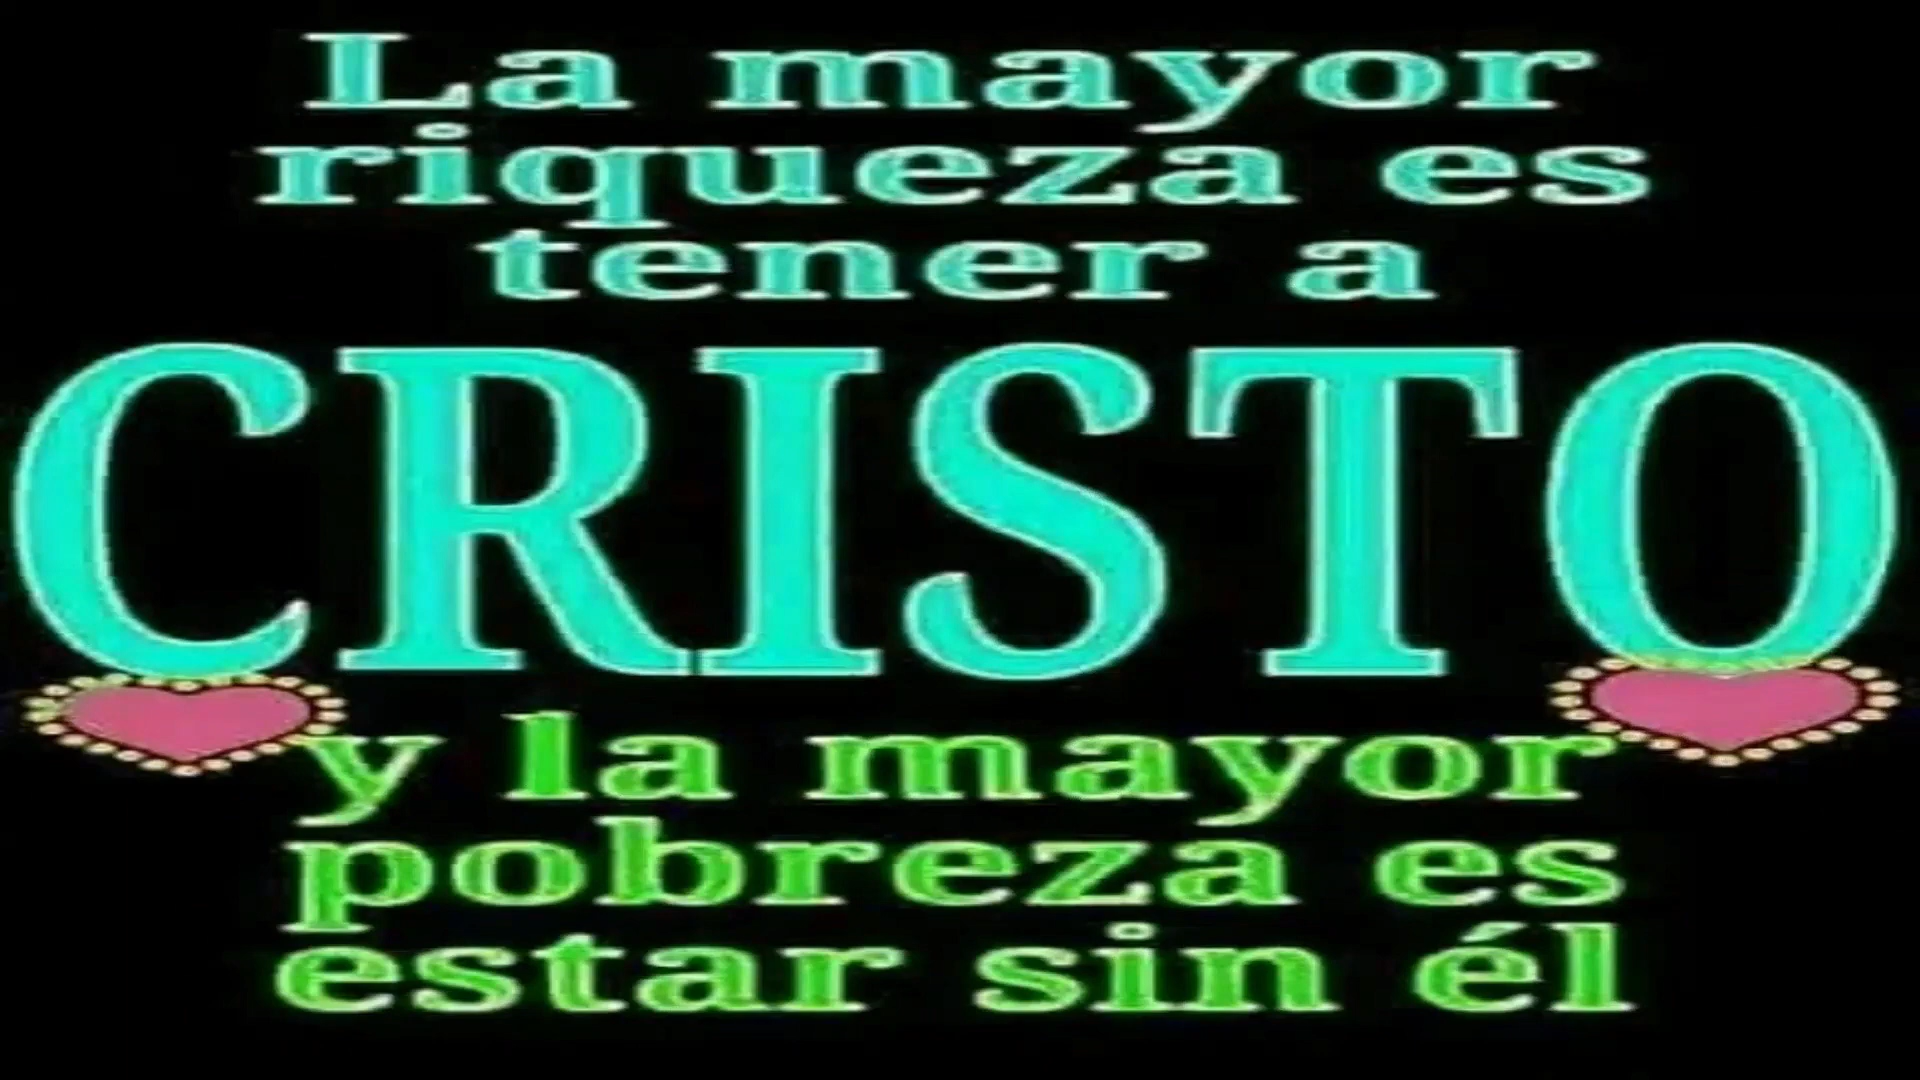 La mayor
riqueza es
tener a
CRISTO
y la mayor
pobreza es
estar sin él